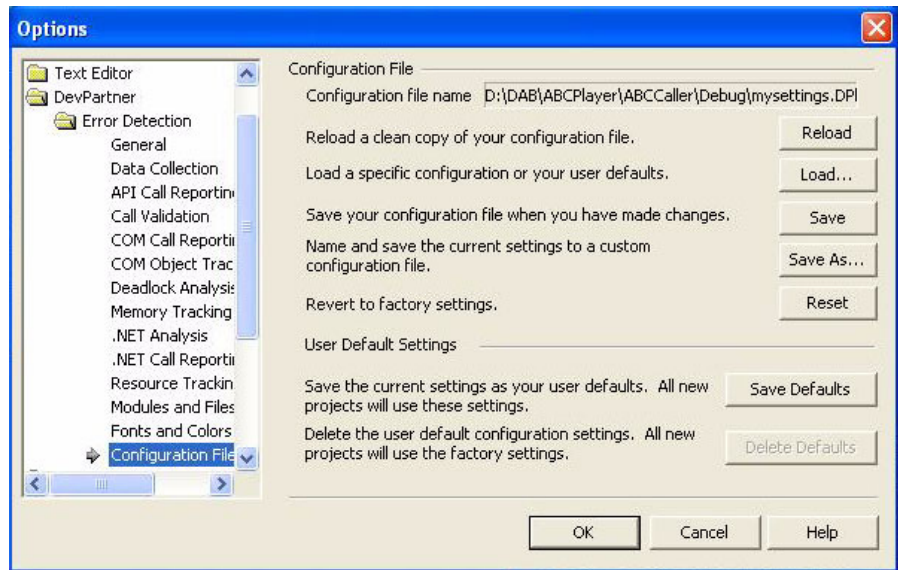 Options
Text Editor
DevPartner
Error Detection
General
Data Collection
API Call Reportin
Call Validation
COM Call Reporti
COM Object Trac
Deadlock Analysis
Memory Tracking
.NET Analysis
.NET Call Reportin
Resource Trackin
Modules and Files
Fonts and Colors
Configuration File
Configuration File
Configuration file name D:\DAB\ABCPlayer\ABCCaller\Debug\mysettings.DPl
Reload a clean copy of your configuration file.
Reload
Load a specific configuration or your user defaults.
Load...
Save your configuration file when you have made changes.
Save
Name and save the current settings to a custom
configuration file.
Save As...
Revert to factory settings.
Reset
User Default Settings
Save the current settings as your user defaults. All new
projects will use these settings.
Save Defaults
Delete the user default configuration settings. All new
projects will use the factory settings.
Delete Defaults
OK
Cancel
Help